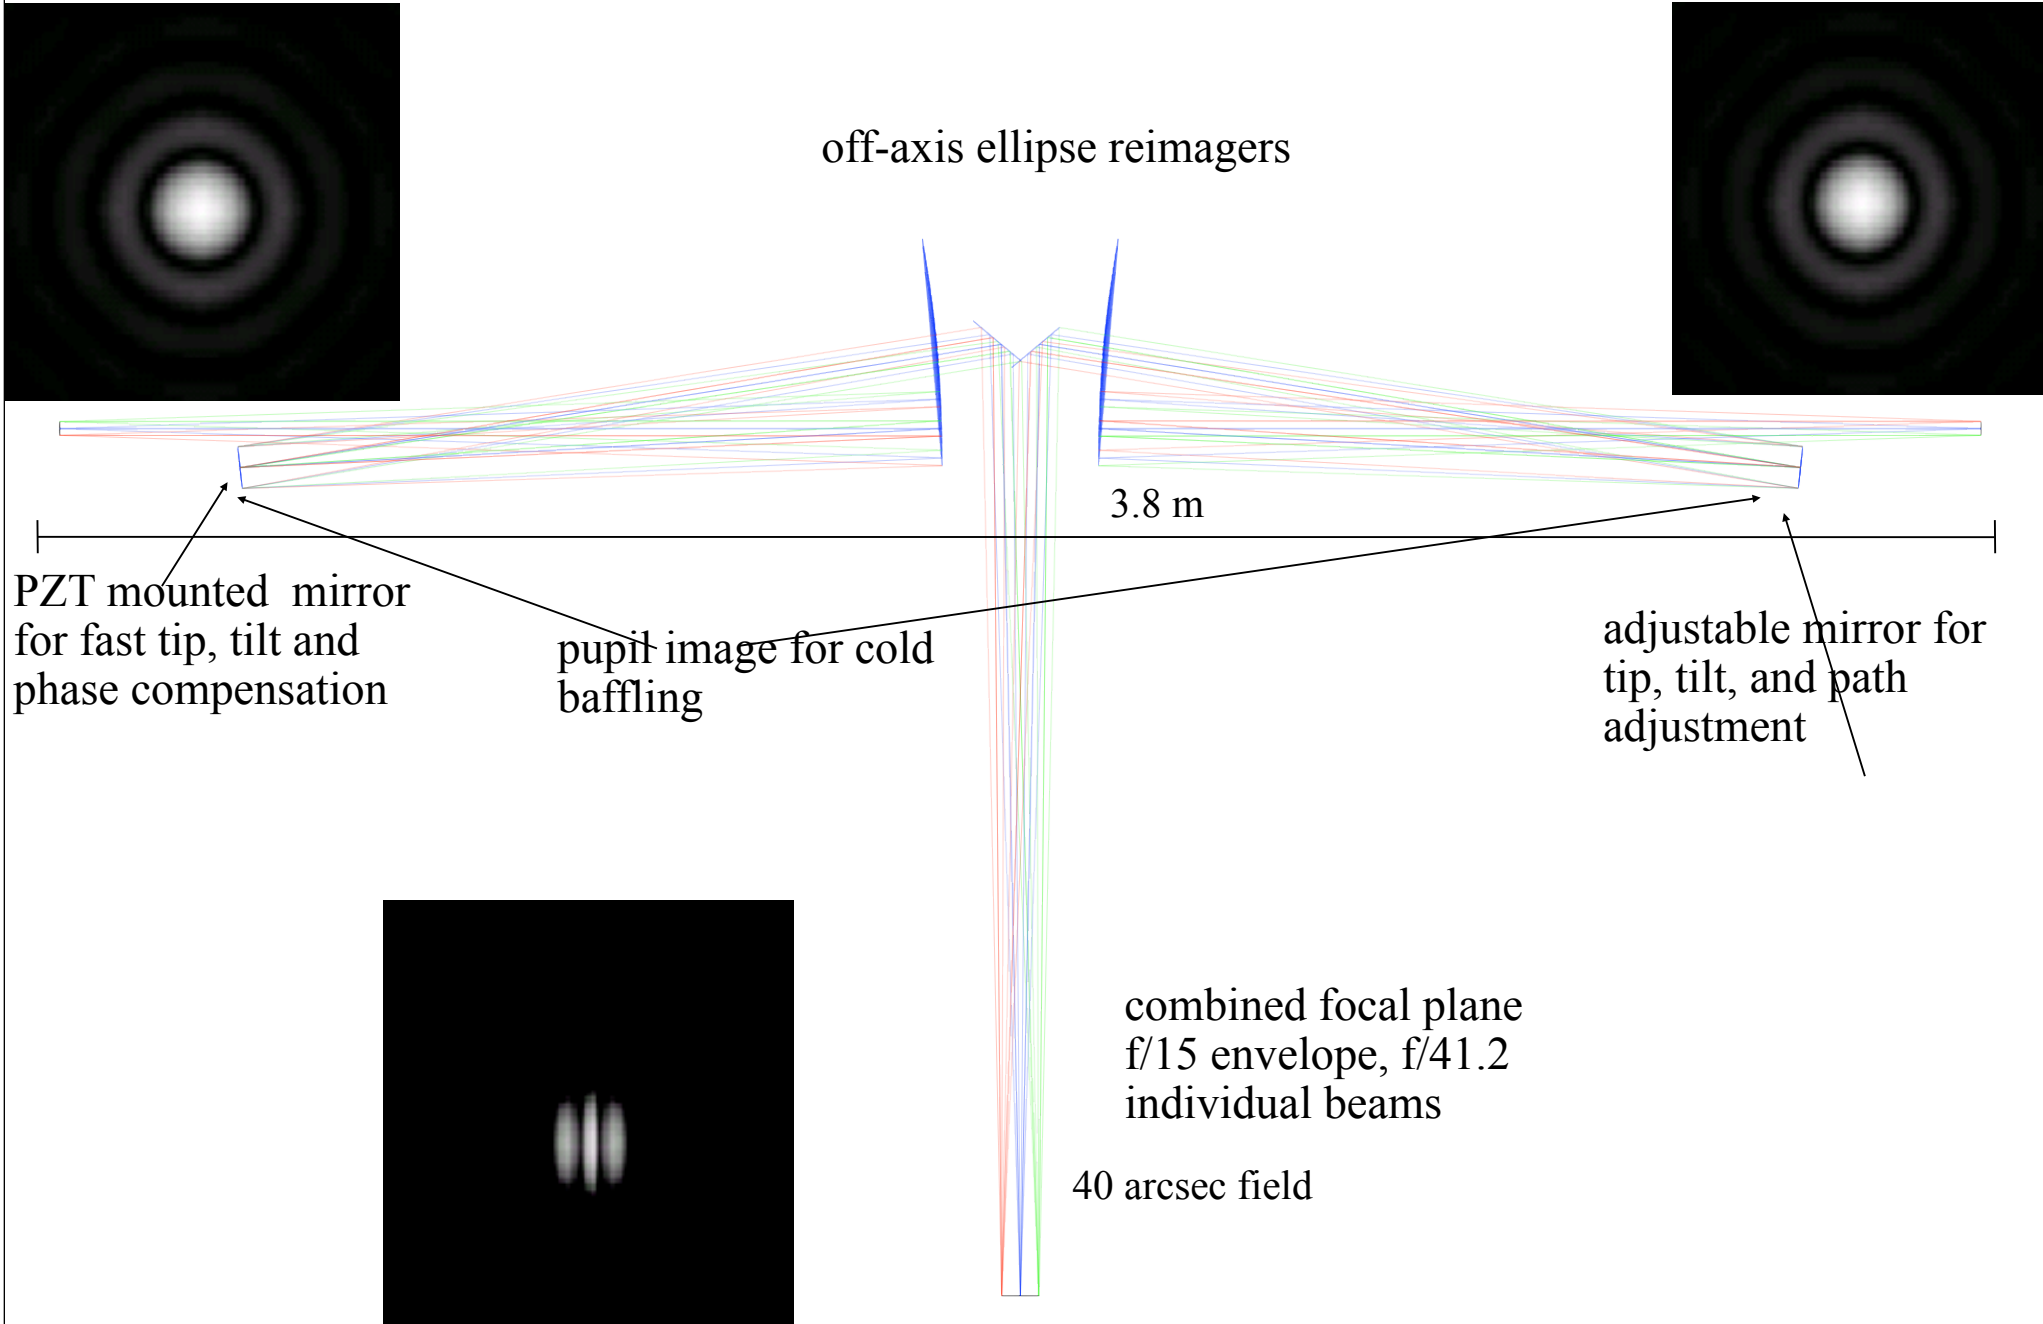 off-axis ellipse reimagers
3.8 m
PZT mounted  mirror
for fast tip, tilt and
phase compensation
pupil image for cold
baffling
adjustable mirror for
tip, tilt, and path
adjustment
combined focal plane
f/15 envelope, f/41.2
individual beams
40 arcsec field